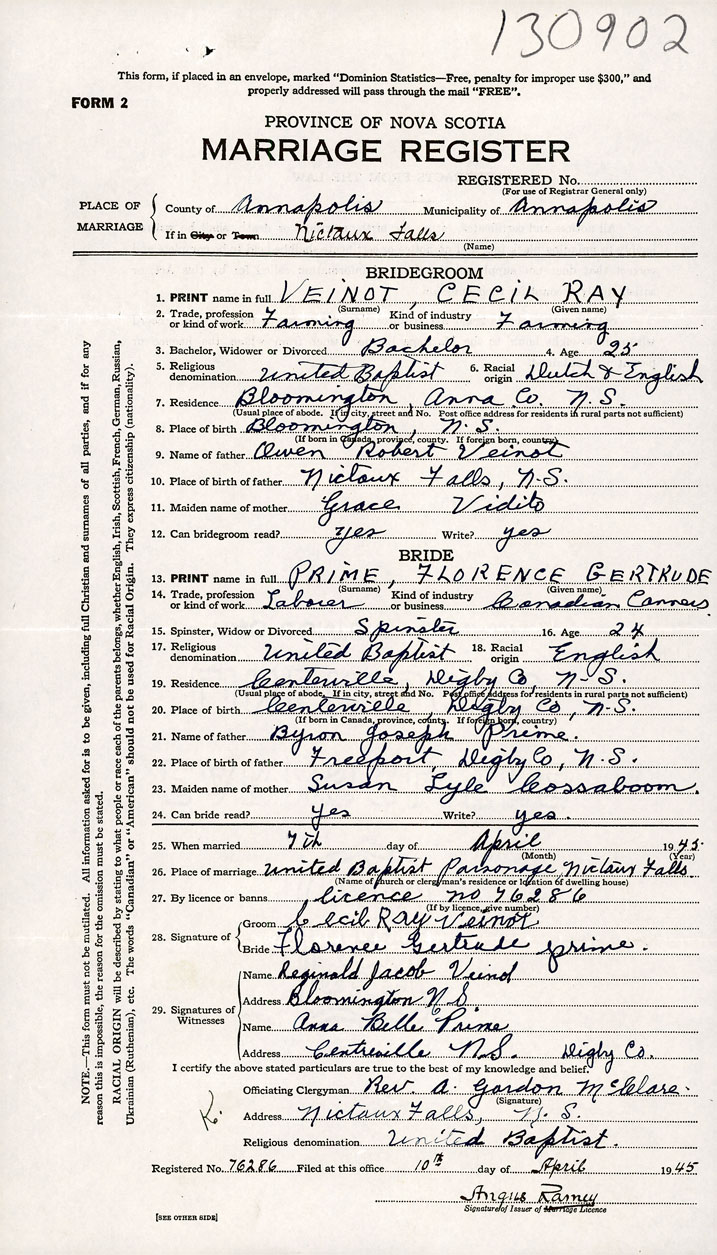 130902
This form, if placed in an envelope, marked “Dominion Statistics—Free, penalty for improper use $300,” and
properly addressed will pass through the mail “FREE”.
FORM 2
PROVINCE OF NOVA SCOTIA
MARRIAGE REGISTER
REGISTERED No.
(For use of Registrar General only)
PLACE OF MARRIAGE
County of Annapolis Municipality of Annapolis
If in City or Town Nictaux Falls
(Name)
BRIDEGROOM
1. PRINT name in full VEINOT, CECIL RAY
(Surname) (Given name)
2. Trade, profession or kind of work Farming Kind of industry or business Farming
3. Bachelor, Widower or Divorced Bachelor 4. Age 25
5. Religious denomination United Baptist 6. Racial origin Dutch & English
7. Residence Bloomington, Anna Co. N.S.
(Usual place of abode. If in city, street and No. Post office address for residents in rural parts not sufficient)
8. Place of birth Bloomington, N.S.
(If born in Canada, province, county. If foreign born, country)
9. Name of father Owen Robert Veinot
10. Place of birth of father Nictaux Falls, N.S.
11. Maiden name of mother Grace Vidito
12. Can bridegroom read? yes Write? yes
BRIDE
13. PRINT name in full PRIME, FLORENCE GERTRUDE
(Surname) (Given name)
14. Trade, profession or kind of work Laborer Kind of industry or business Canadian Canners
15. Spinster, Widow or Divorced Spinster 16. Age 24
17. Religious denomination United Baptist 18. Racial origin English
19. Residence Centerville, Digby Co, N.S.
(Usual place of abode. If in city, street and No. Post office address for residents in rural parts not sufficient)
20. Place of birth Centerville, Digby Co, N.S.
(If born in Canada, province, county. If foreign born, country)
21. Name of father Byron Joseph Prime.
22. Place of birth of father Freeport, Digby Co, N.S.
23. Maiden name of mother Susan Lyle Cossaboom.
24. Can bride read? yes Write? yes.
25. When married 7th day of April 1945
(Month) (Year)
26. Place of marriage United Baptist Parsonage Nictaux Falls
(Name of church or clergyman’s residence or location of dwelling house)
27. By licence or banns licence no 76286
(If by licence, give number)
28. Signature of
Groom Cecil Ray Veinot
Bride Florence Gertrude Prime.
29. Signatures of Witnesses
Name Reginald Jacob Veinot
Address Bloomington N S
Name Anna Belle Prime
Address Centreville N.S. Digby Co.
I certify the above stated particulars are true to the best of my knowledge and belief.
Officiating Clergyman Rev. A. Gordon McClare.
(Signature)
Address Nictaux Falls, N. S.
Religious denomination United Baptist.
Registered No. 76286 Filed at this office 10th day of April 1945
Angus Ramey
Signature of Issuer of Marriage Licence
[SEE OTHER SIDE]
NOTE.—This form must not be mutilated. All information asked for is to be given, including full Christian and surnames of all parties, and if for any
reason this is impossible, the reason for the omission must be stated.
RACIAL ORIGIN will be described by stating to what people or race each of the parents belongs, whether English, Irish, Scottish, French, German, Russian,
Ukrainian (Ruthenian), etc. The words “Canadian” or “American” should not be used for Racial Origin. They express citizenship (nationality).